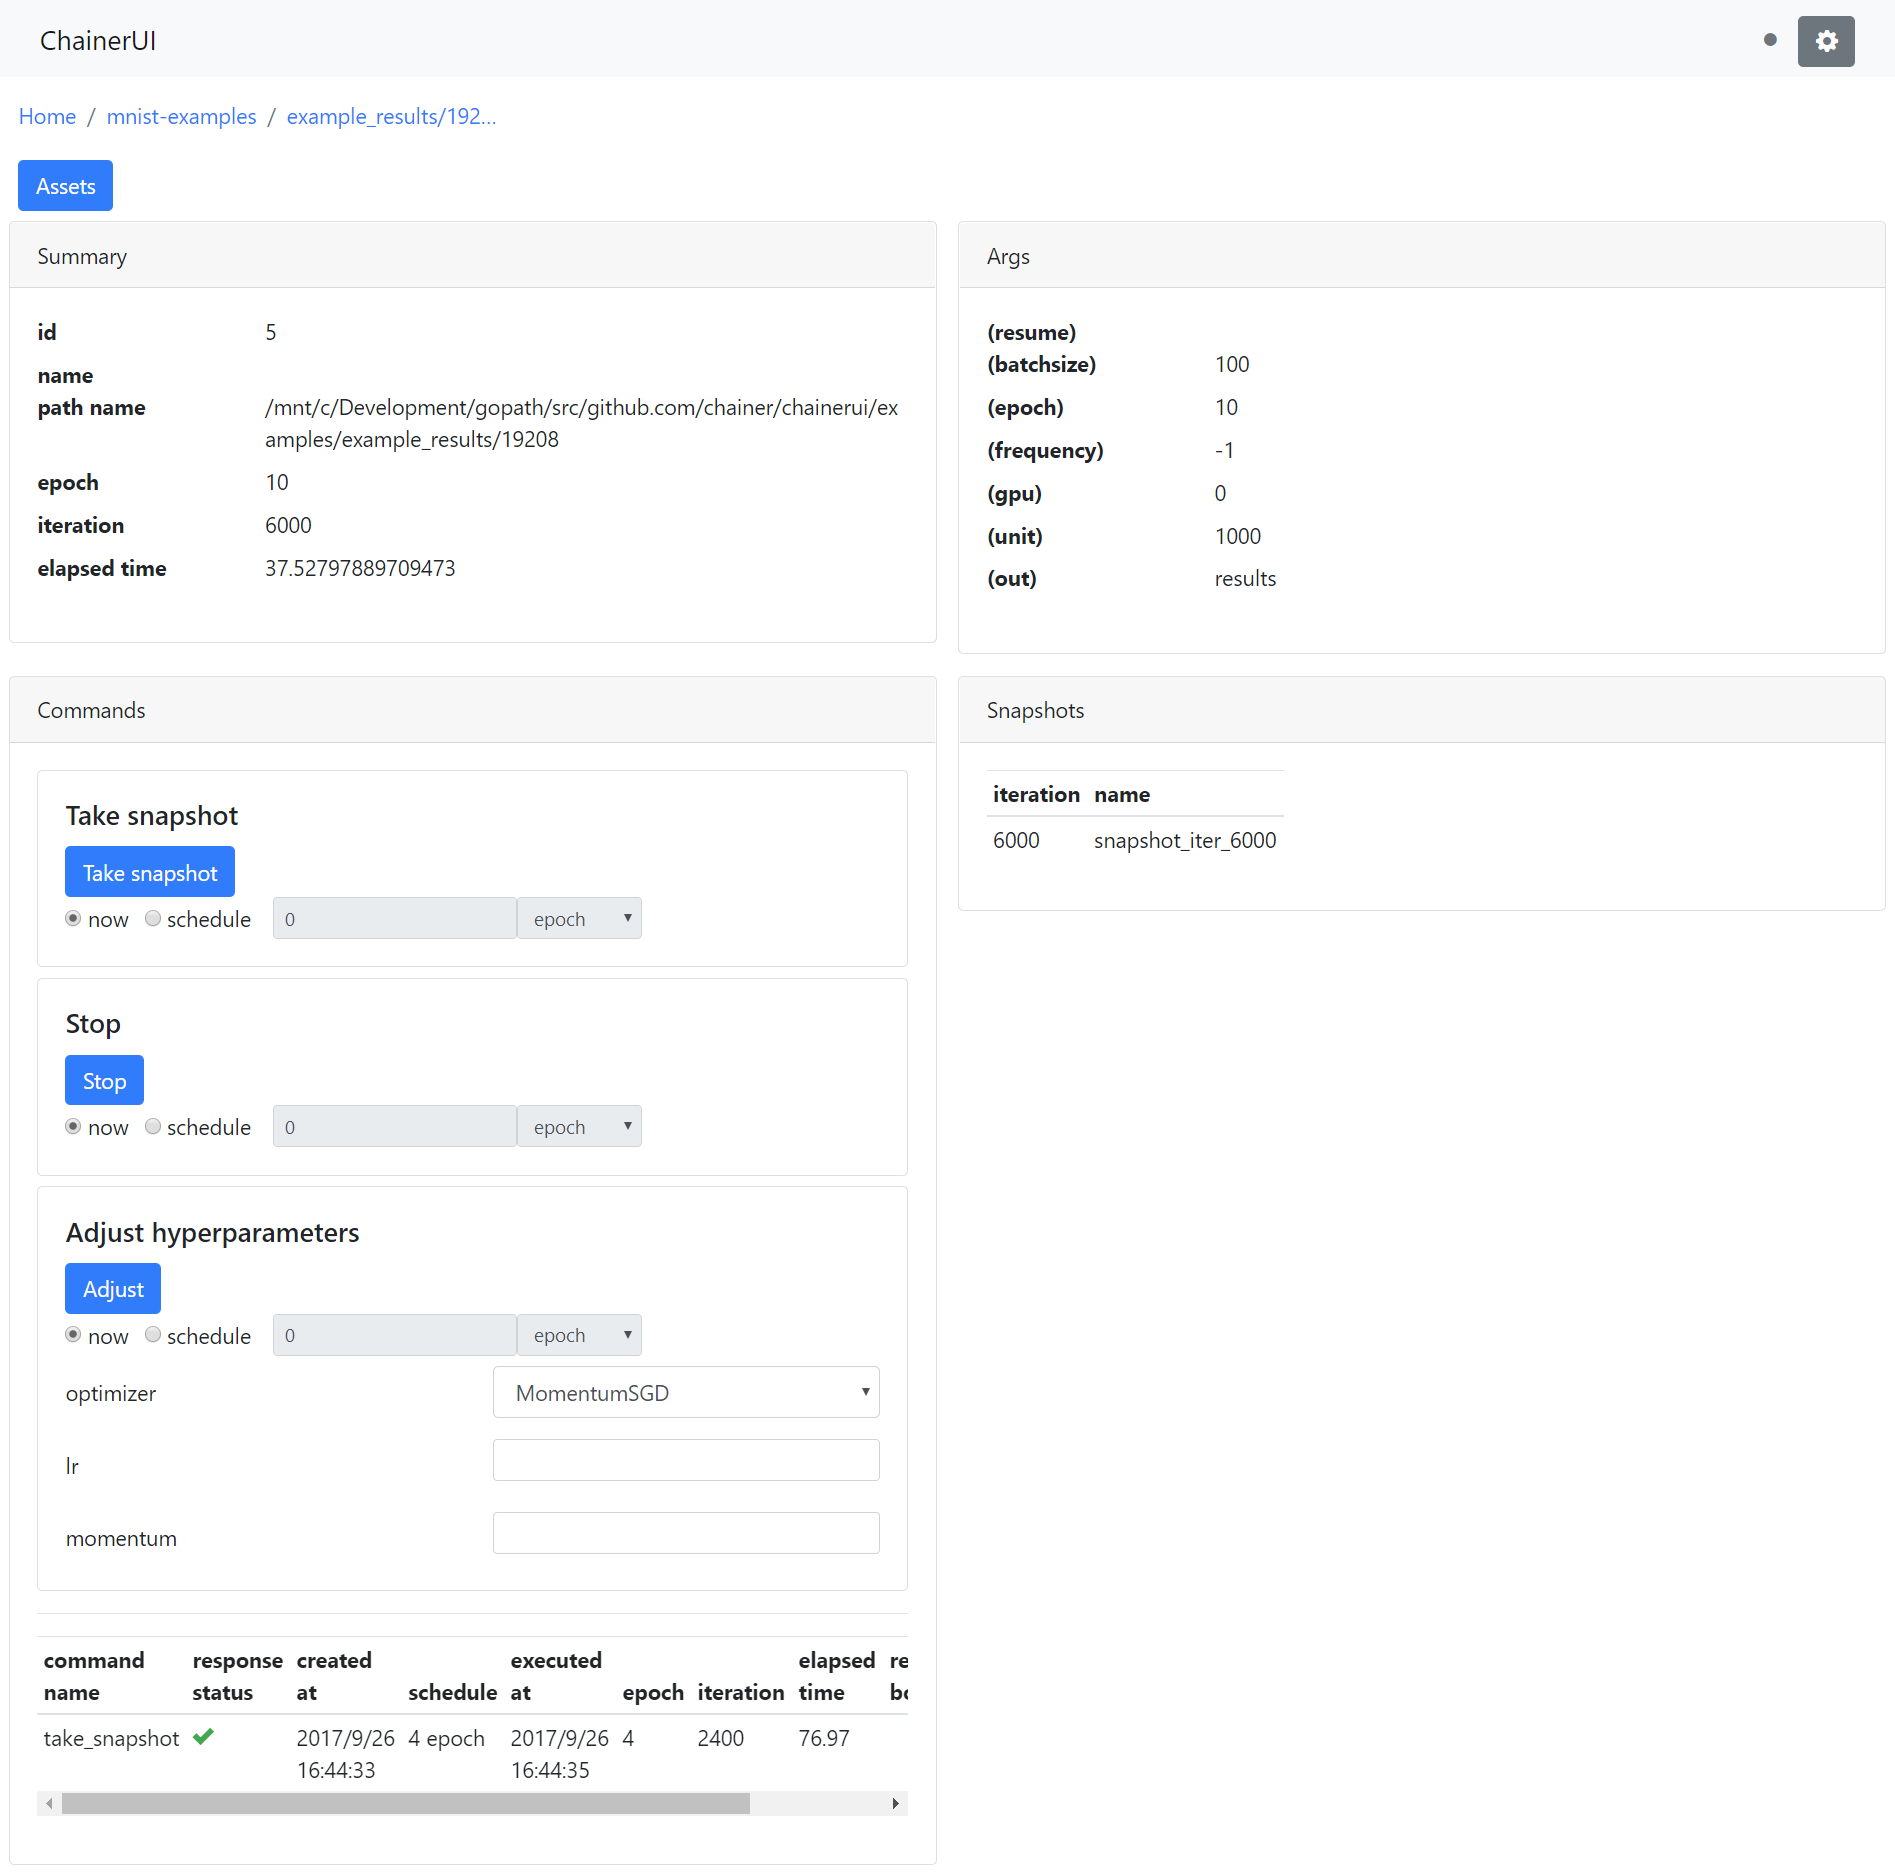 ChainerUI
Home / mnist-examples / example_results/192...
Assets
Summary
id 5
name
path name /mnt/c/Development/gopath/src/github.com/chainer/chainerui/ex
amples/example_results/19208
epoch 10
iteration 6000
elapsed time 37.52797889709473
Args
(resume)
(batchsize) 100
(epoch) 10
(frequency) -1
(gpu) 0
(unit) 1000
(out) results
Commands
Take snapshot
Take snapshot
now schedule 0 epoch
Stop
Stop
now schedule 0 epoch
Adjust hyperparameters
Adjust
now schedule 0 epoch
optimizer MomentumSGD
lr
momentum
command response created executed elapsed re
name status at schedule at epoch iteration time
take_snapshot 2017/9/26 4 epoch 2017/9/26 4 2400 76.97
16:44:33 16:44:35
Snapshots
iteration name
6000 snapshot_iter_6000